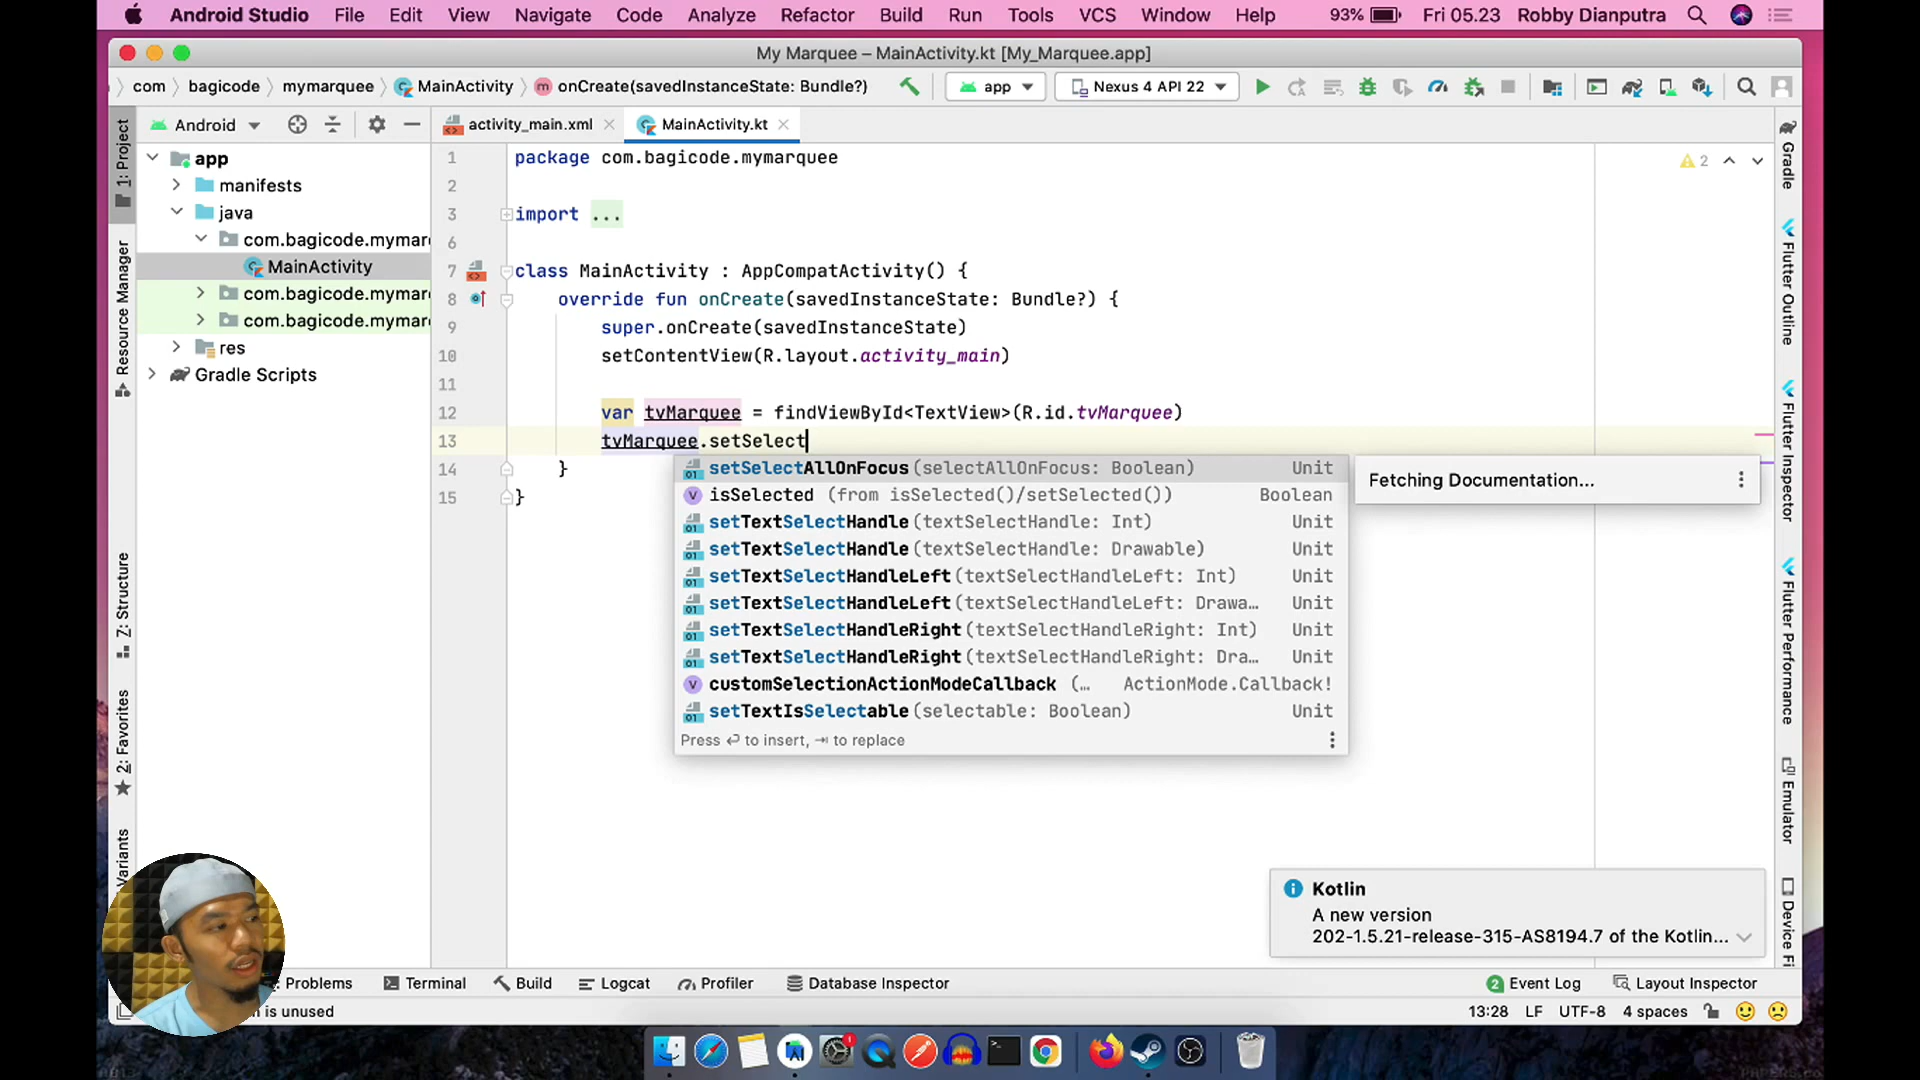 Android Studio File Edit View Navigate Code Analyze Refactor Build Run Tools VCS Window Help 93% Fri 05.23 Robby Dianputra
My Marquee – MainActivity.kt [My_Marquee.app]
com bagicode mymarquee MainActivity onCreate(savedInstanceState: Bundle?) app Nexus 4 API 22
Android
activity_main.xml MainActivity.kt
1: Project
Resource Manager
Z: Structure
2: Favorites
Variants
app
manifests
java
com.bagicode.mymar
MainActivity
com.bagicode.mymar
com.bagicode.mymar
res
Gradle Scripts
1 package com.bagicode.mymarquee
2
3 import ...
6
7 class MainActivity : AppCompatActivity() {
8 override fun onCreate(savedInstanceState: Bundle?) {
9 super.onCreate(savedInstanceState)
10 setContentView(R.layout.activity_main)
11
12 var tvMarquee = findViewById<TextView>(R.id.tvMarquee)
13 tvMarquee.setSelect
14 }
15 }
2
setSelectAllOnFocus(selectAllOnFocus: Boolean) Unit
isSelected (from isSelected()/setSelected()) Boolean
setTextSelectHandle(textSelectHandle: Int) Unit
setTextSelectHandle(textSelectHandle: Drawable) Unit
setTextSelectHandleLeft(textSelectHandleLeft: Int) Unit
setTextSelectHandleLeft(textSelectHandleLeft: Drawa… Unit
setTextSelectHandleRight(textSelectHandleRight: Int) Unit
setTextSelectHandleRight(textSelectHandleRight: Dra… Unit
customSelectionActionModeCallback (… ActionMode.Callback!
setTextIsSelectable(selectable: Boolean) Unit
Press ⏎ to insert, ⇥ to replace
Fetching Documentation...
Gradle
Flutter Outline
Flutter Inspector
Flutter Performance
Emulator
Device Fi
Kotlin
A new version
202-1.5.21-release-315-AS8194.7 of the Kotlin...
Problems Terminal Build Logcat Profiler Database Inspector 2 Event Log Layout Inspector
is unused 13:28 LF UTF-8 4 spaces